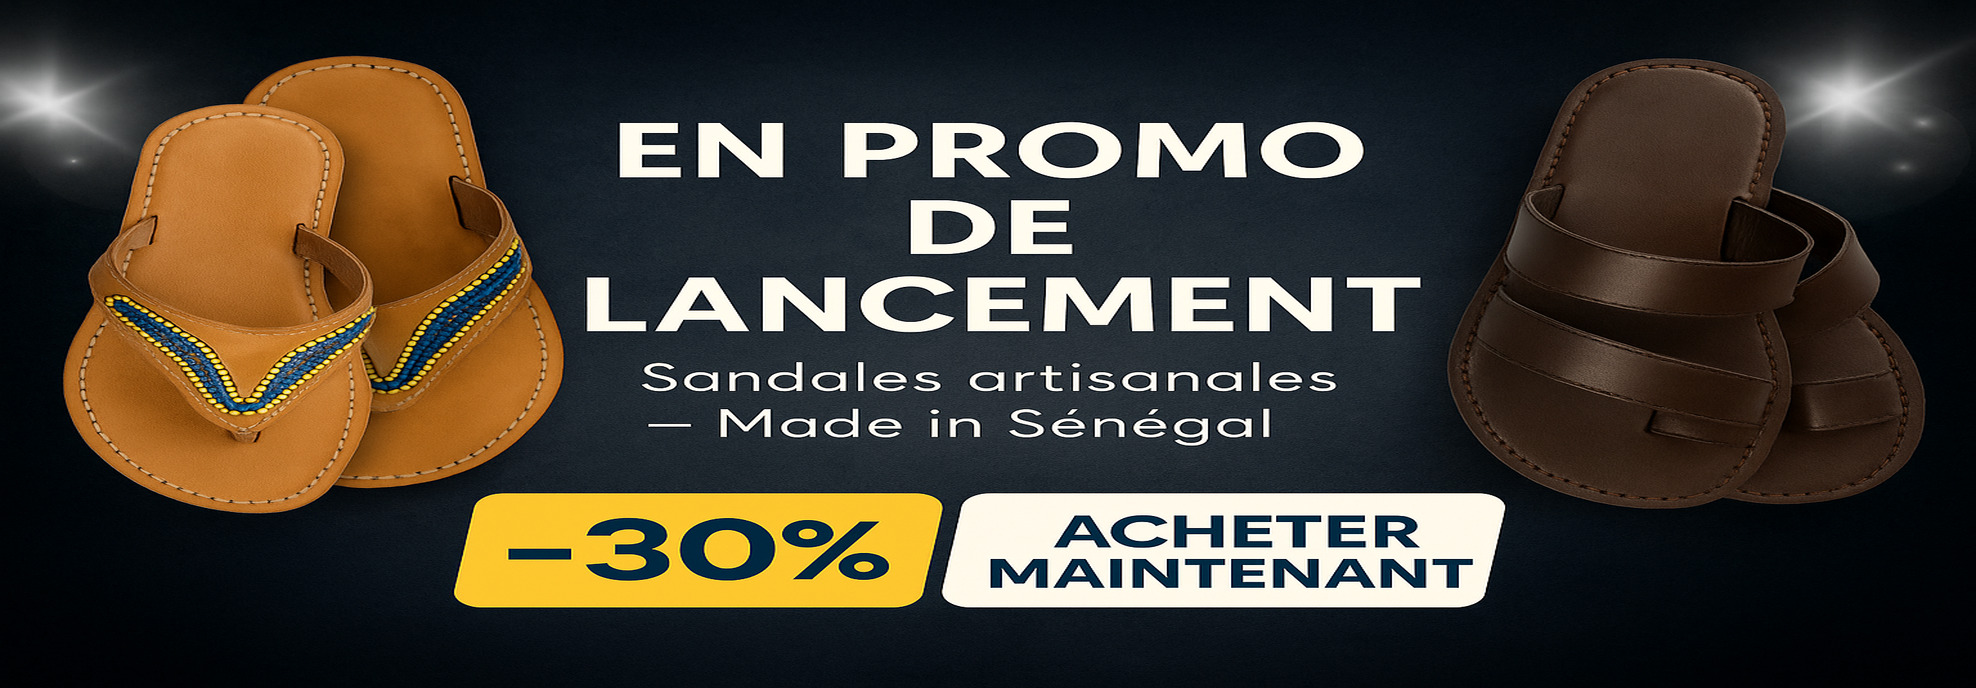 EN PROMO
DE
LANCEMENT
Sandales artisanales
– Made in Sénégal
-30%
ACHETER
MAINTENANT